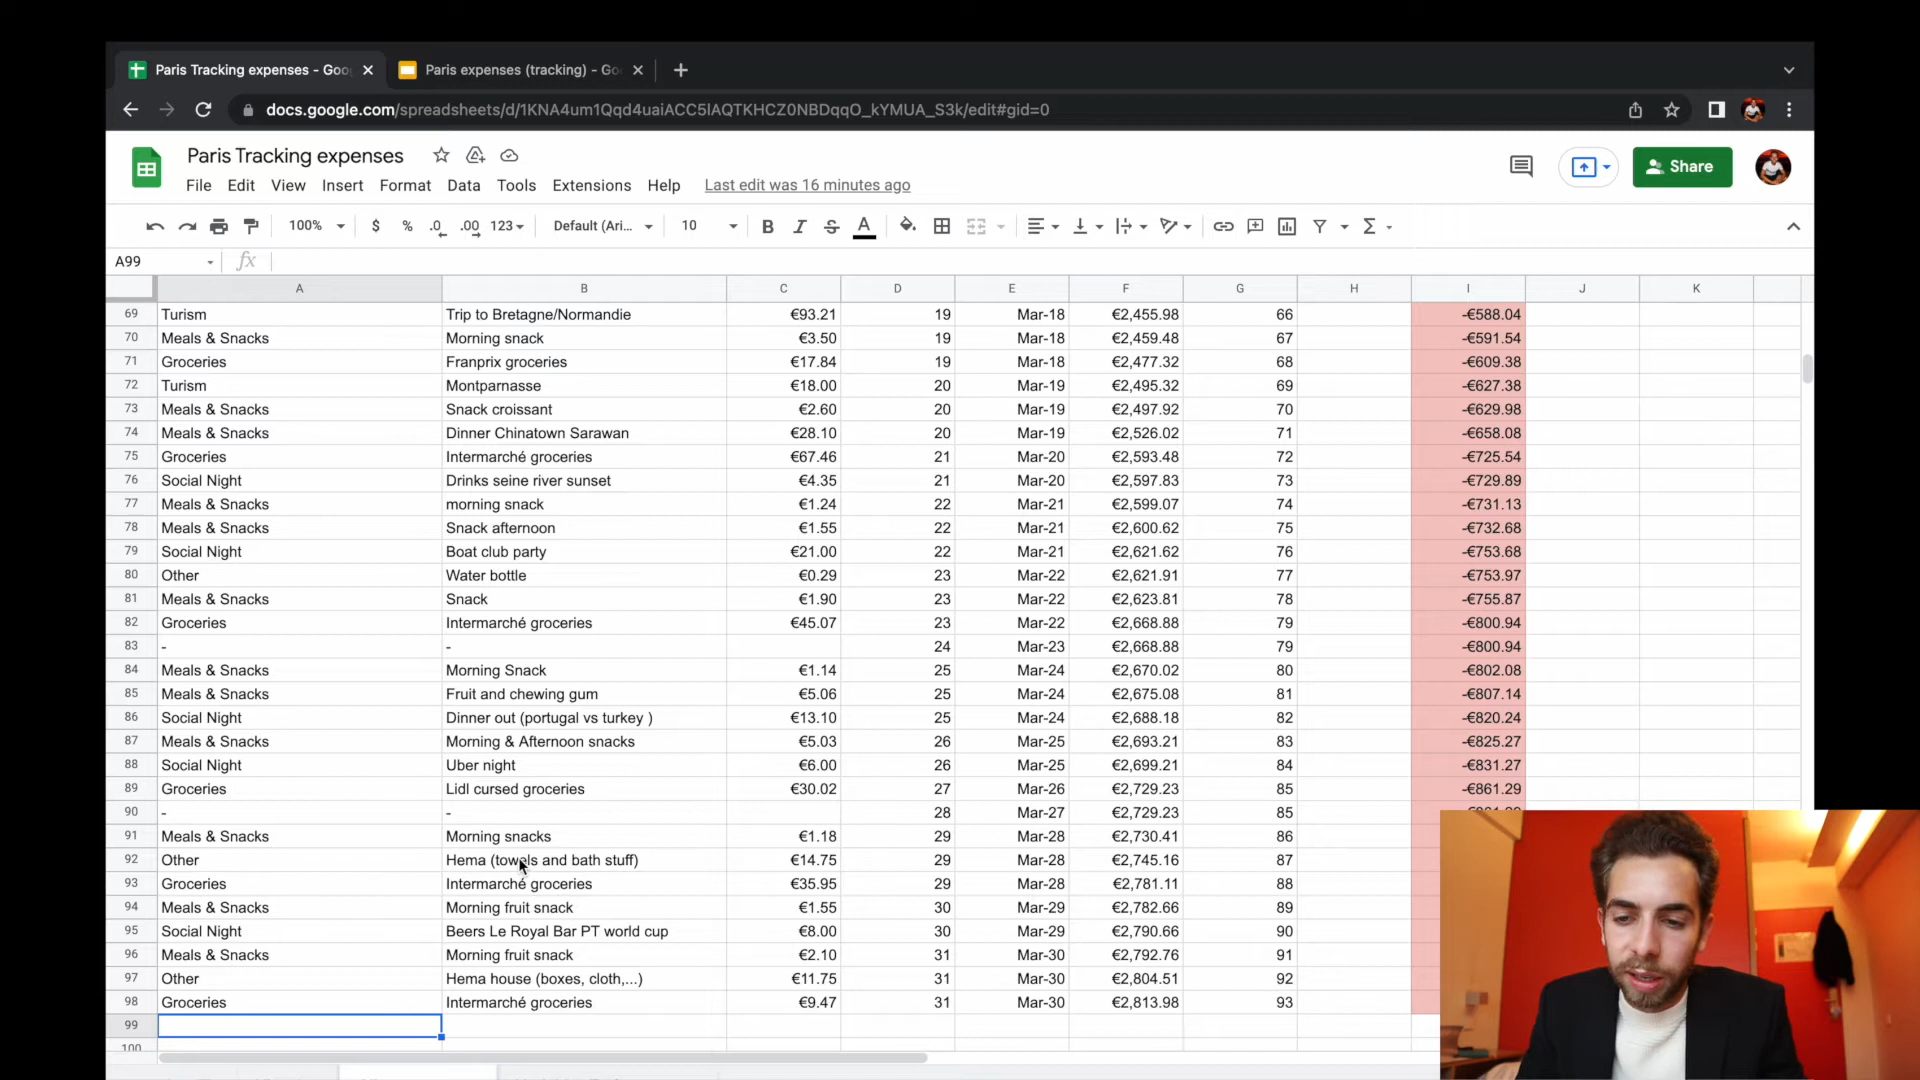 Paris Tracking expenses - Goo
Paris expenses (tracking) - Go
docs.google.com/spreadsheets/d/1KNA4um1Qqd4uaiACC5lAQTKHCZ0NBDqqO_kYMUA_S3k/edit#gid=0
Paris Tracking expenses
File Edit View Insert Format Data Tools Extensions Help Last edit was 16 minutes ago
Share
100% $ % .0 .00 123 Default (Ari... 10 B I S A Σ
A99 fx
A B C D E F G H I J K
69 Turism Trip to Bretagne/Normandie €93.21 19 Mar-18 €2,455.98 66 -€588.04
70 Meals & Snacks Morning snack €3.50 19 Mar-18 €2,459.48 67 -€591.54
71 Groceries Franprix groceries €17.84 19 Mar-18 €2,477.32 68 -€609.38
72 Turism Montparnasse €18.00 20 Mar-19 €2,495.32 69 -€627.38
73 Meals & Snacks Snack croissant €2.60 20 Mar-19 €2,497.92 70 -€629.98
74 Meals & Snacks Dinner Chinatown Sarawan €28.10 20 Mar-19 €2,526.02 71 -€658.08
75 Groceries Intermarché groceries €67.46 21 Mar-20 €2,593.48 72 -€725.54
76 Social Night Drinks seine river sunset €4.35 21 Mar-20 €2,597.83 73 -€729.89
77 Meals & Snacks morning snack €1.24 22 Mar-21 €2,599.07 74 -€731.13
78 Meals & Snacks Snack afternoon €1.55 22 Mar-21 €2,600.62 75 -€732.68
79 Social Night Boat club party €21.00 22 Mar-21 €2,621.62 76 -€753.68
80 Other Water bottle €0.29 23 Mar-22 €2,621.91 77 -€753.97
81 Meals & Snacks Snack €1.90 23 Mar-22 €2,623.81 78 -€755.87
82 Groceries Intermarché groceries €45.07 23 Mar-22 €2,668.88 79 -€800.94
83 - - 24 Mar-23 €2,668.88 79 -€800.94
84 Meals & Snacks Morning Snack €1.14 25 Mar-24 €2,670.02 80 -€802.08
85 Meals & Snacks Fruit and chewing gum €5.06 25 Mar-24 €2,675.08 81 -€807.14
86 Social Night Dinner out (portugal vs turkey ) €13.10 25 Mar-24 €2,688.18 82 -€820.24
87 Meals & Snacks Morning & Afternoon snacks €5.03 26 Mar-25 €2,693.21 83 -€825.27
88 Social Night Uber night €6.00 26 Mar-25 €2,699.21 84 -€831.27
89 Groceries Lidl cursed groceries €30.02 27 Mar-26 €2,729.23 85 -€861.29
90 - - 28 Mar-27 €2,729.23 85
91 Meals & Snacks Morning snacks €1.18 29 Mar-28 €2,730.41 86
92 Other Hema (towels and bath stuff) €14.75 29 Mar-28 €2,745.16 87
93 Groceries Intermarché groceries €35.95 29 Mar-28 €2,781.11 88
94 Meals & Snacks Morning fruit snack €1.55 30 Mar-29 €2,782.66 89
95 Social Night Beers Le Royal Bar PT world cup €8.00 30 Mar-29 €2,790.66 90
96 Meals & Snacks Morning fruit snack €2.10 31 Mar-30 €2,792.76 91
97 Other Hema house (boxes, cloth,...) €11.75 31 Mar-30 €2,804.51 92
98 Groceries Intermarché groceries €9.47 31 Mar-30 €2,813.98 93
99
100